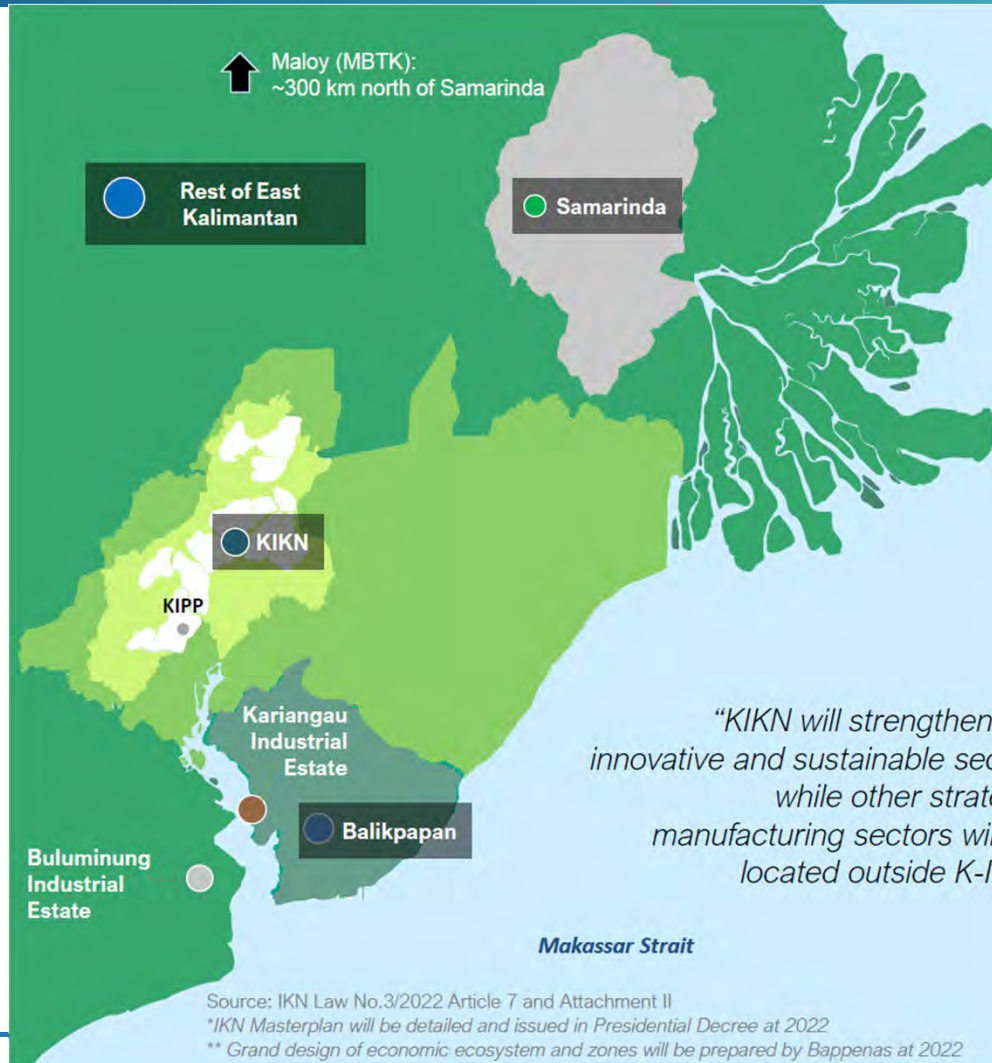 Maloy (MBTK):
~300 km north of Samarinda
Rest of East
Kalimantan
Samarinda
KIKN
KIPP
Kariangau
Industrial
Estate
Balikpapan
Buluminung
Industrial
Estate
“KIKN will strengthen
innovative and sustainable sec
while other strate
manufacturing sectors wil
located outside K-I
Makassar Strait
Source: IKN Law No.3/2022 Article 7 and Attachment II
*IKN Masterplan will be detailed and issued in Presidential Decree at 2022
** Grand design of economic ecosystem and zones will be prepared by Bappenas at 2022